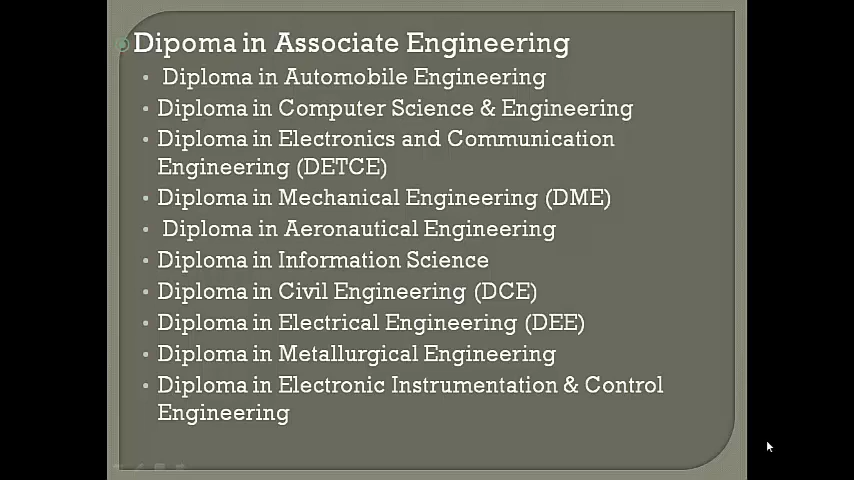 Dipoma in Associate Engineering
Diploma in Automobile Engineering
Diploma in Computer Science & Engineering
Diploma in Electronics and Communication
Engineering (DETCE)
Diploma in Mechanical Engineering (DME)
Diploma in Aeronautical Engineering
Diploma in Information Science
Diploma in Civil Engineering (DCE)
Diploma in Electrical Engineering (DEE)
Diploma in Metallurgical Engineering
Diploma in Electronic Instrumentation & Control
Engineering